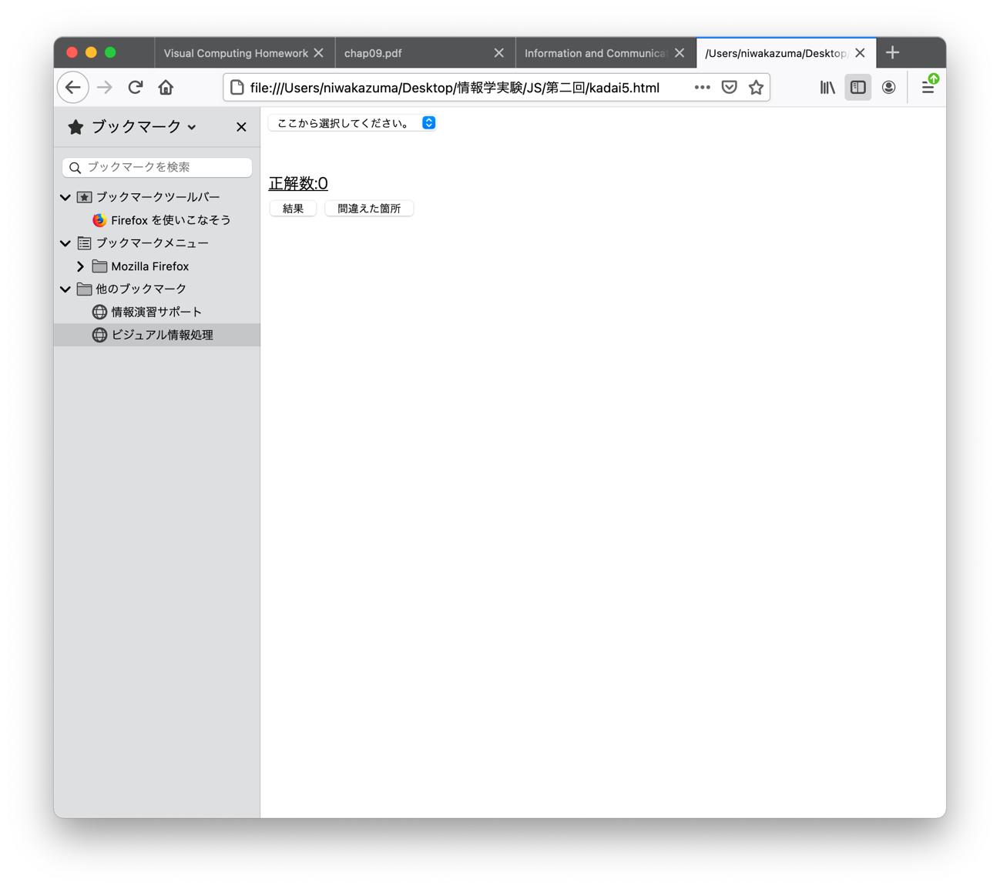 Visual Computing Homework
chap09.pdf
Information and Communica
/Users/niwakazuma/Desktop/
file:///Users/niwakazuma/Desktop/情報学実験/JS/第二回/kadai5.html
ブックマーク
ブックマークを検索
ブックマークツールバー
Firefox を使いこなそう
ブックマークメニュー
Mozilla Firefox
他のブックマーク
情報演習サポート
ビジュアル情報処理
ここから選択してください。
正解数:0
結果 間違えた箇所